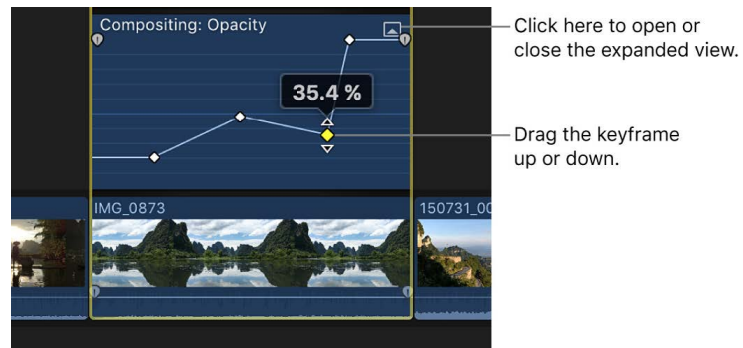 Compositing: Opacity
Click here to open or
close the expanded view.
35.4 %
Drag the keyframe
up or down.
IMG_0873
150731_00